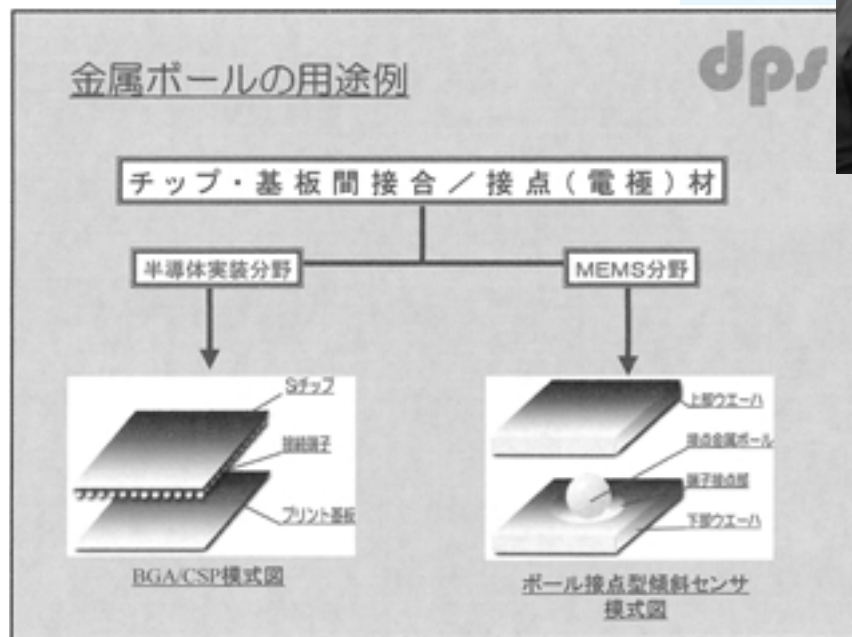 金属ボールの用途例
dps
チップ・基板間接合／接点（電極）材
半導体実装分野
MEMS分野
Siチップ
接続端子
プリント基板
BGA/CSP模式図
上部ウエーハ
接点金属ボール
端子接点部
下部ウエーハ
ボール接点型傾斜センサ
模式図